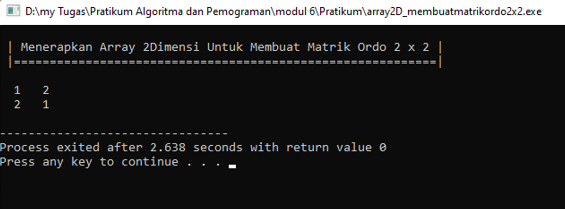 D:\my Tugas\Pratikum Algoritma dan Pemograman\modul 6\Pratikum\array2D_membuatmatrikordo2x2.exe
| Menerapkan Array 2Dimensi Untuk Membuat Matrik Ordo 2 x 2 |
|===========================================================|
1 2
2 1
--------------------------------
Process exited after 2.638 seconds with return value 0
Press any key to continue . . .